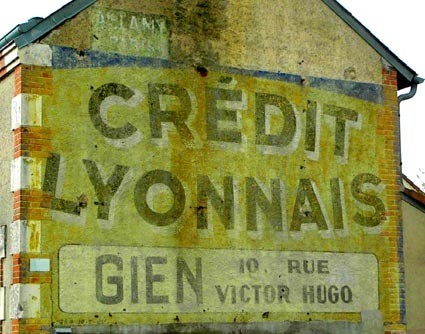 CRÉDIT
LYONNAIS
GIEN 10, RUE
VICTOR HUGO